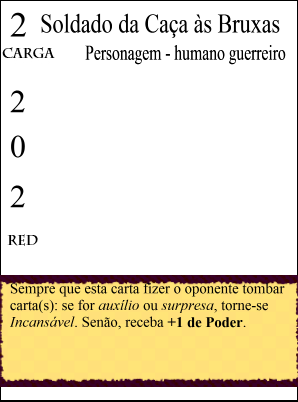 2 Soldado da Caça às Bruxas
CARGA Personagem - humano guerreiro
2
0
2
RED
Sempre que esta carta fizer o oponente tombar
carta(s): se for auxílio ou surpresa, torne-se
Incansável. Senão, receba +1 de Poder.